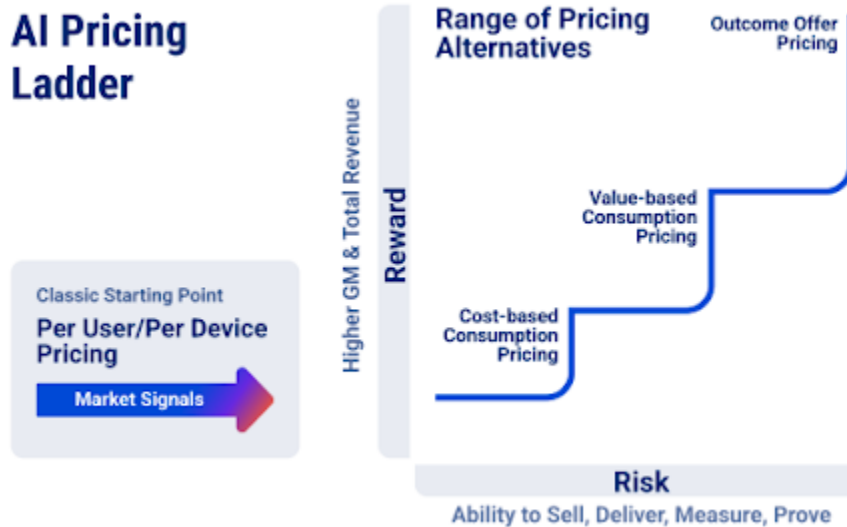 AI Pricing
Ladder
Classic Starting Point
Per User/Per Device
Pricing
Market Signals
Higher GM & Total Revenue
Reward
Range of Pricing
Alternatives
Outcome Offer
Pricing
Value-based
Consumption
Pricing
Cost-based
Consumption
Pricing
Risk
Ability to Sell, Deliver, Measure, Prove